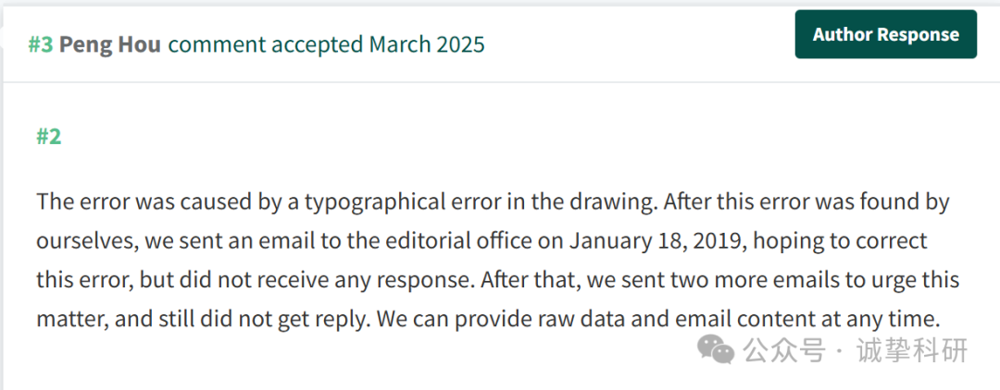 #3 Peng Hou comment accepted March 2025
Author Response
#2
The error was caused by a typographical error in the drawing. After this error was found by
ourselves, we sent an email to the editorial office on January 18, 2019, hoping to correct
this error, but did not receive any response. After that, we sent two more emails to urge this
matter, and still did not get reply. We can provide raw data and email content at any time.
公众号 · 诚挚科研